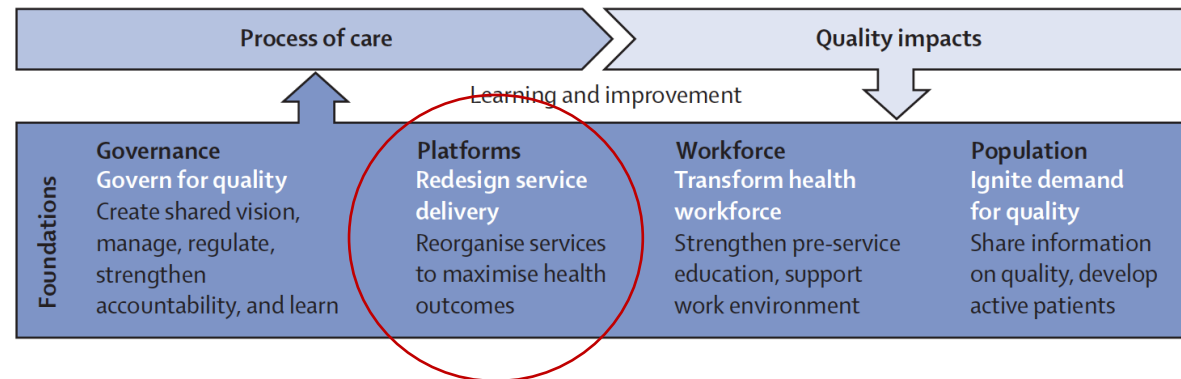 Process of care
Quality impacts
Learning and improvement
Foundations
Governance
Govern for quality
Create shared vision,
manage, regulate,
strengthen
accountability, and learn
Platforms
Redesign service
delivery
Reorganise services
to maximise health
outcomes
Workforce
Transform health
workforce
Strengthen pre-service
education, support
work environment
Population
Ignite demand
for quality
Share information
on quality, develop
active patients